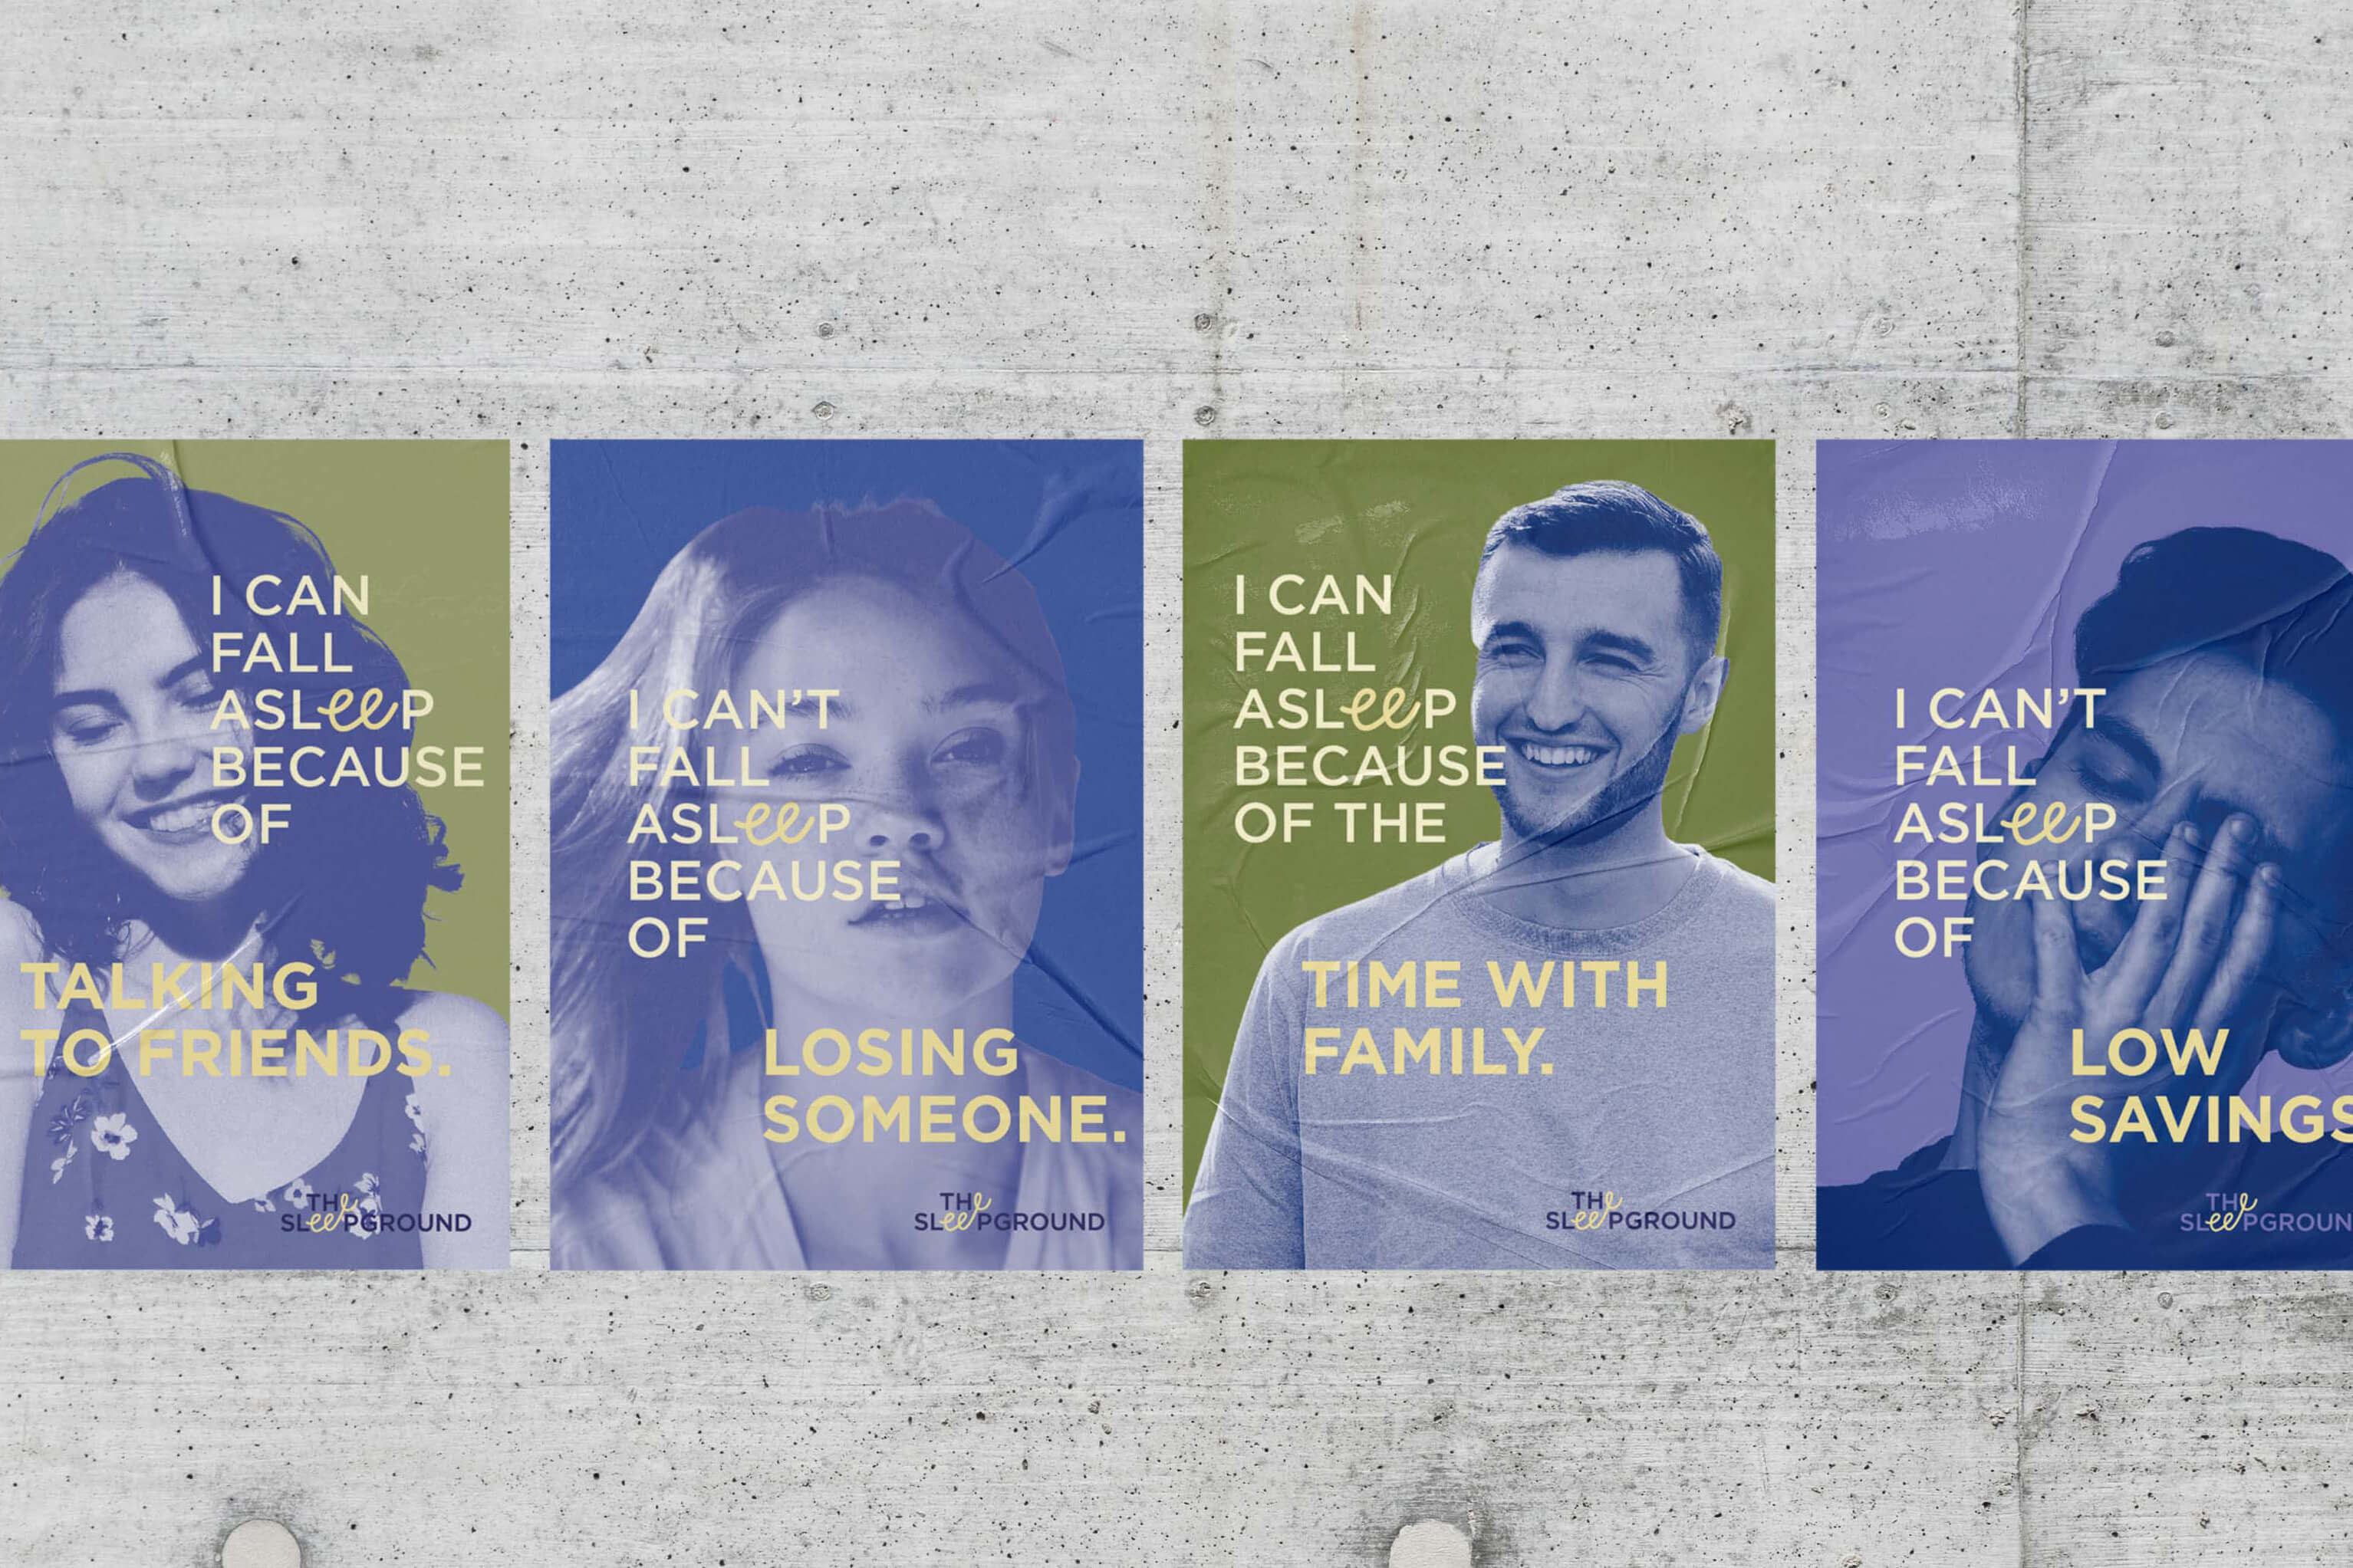 I CAN
FALL
ASLeeP
BECAUSE
OF
TALKING
TO FRIENDS.
THe
SLeePGROUND
I CAN'T
FALL
ASLeeP
BECAUSE
OF
LOSING
SOMEONE.
THe
SLeePGROUND
I CAN
FALL
ASLeeP
BECAUSE
OF THE
TIME WITH
FAMILY.
THe
SLeePGROUND
I CAN'T
FALL
ASLeeP
BECAUSE
OF
LOW
SAVINGS
THe
SLeePGROUN